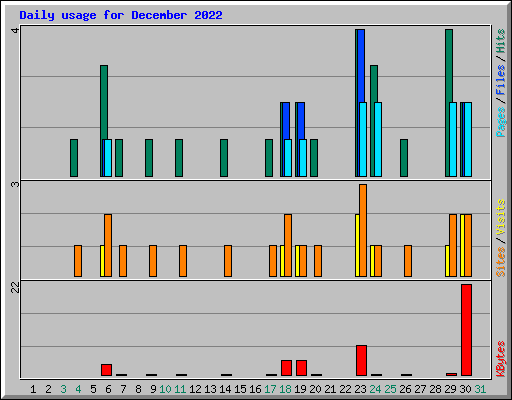 Daily usage for December 2022
4
Pages / Files / Hits
3
Sites / Visits
22
KBytes
1 2 3 4 5 6 7 8 9 10 11 12 13 14 15 16 17 18 19 20 21 22 23 24 25 26 27 28 29 30 31